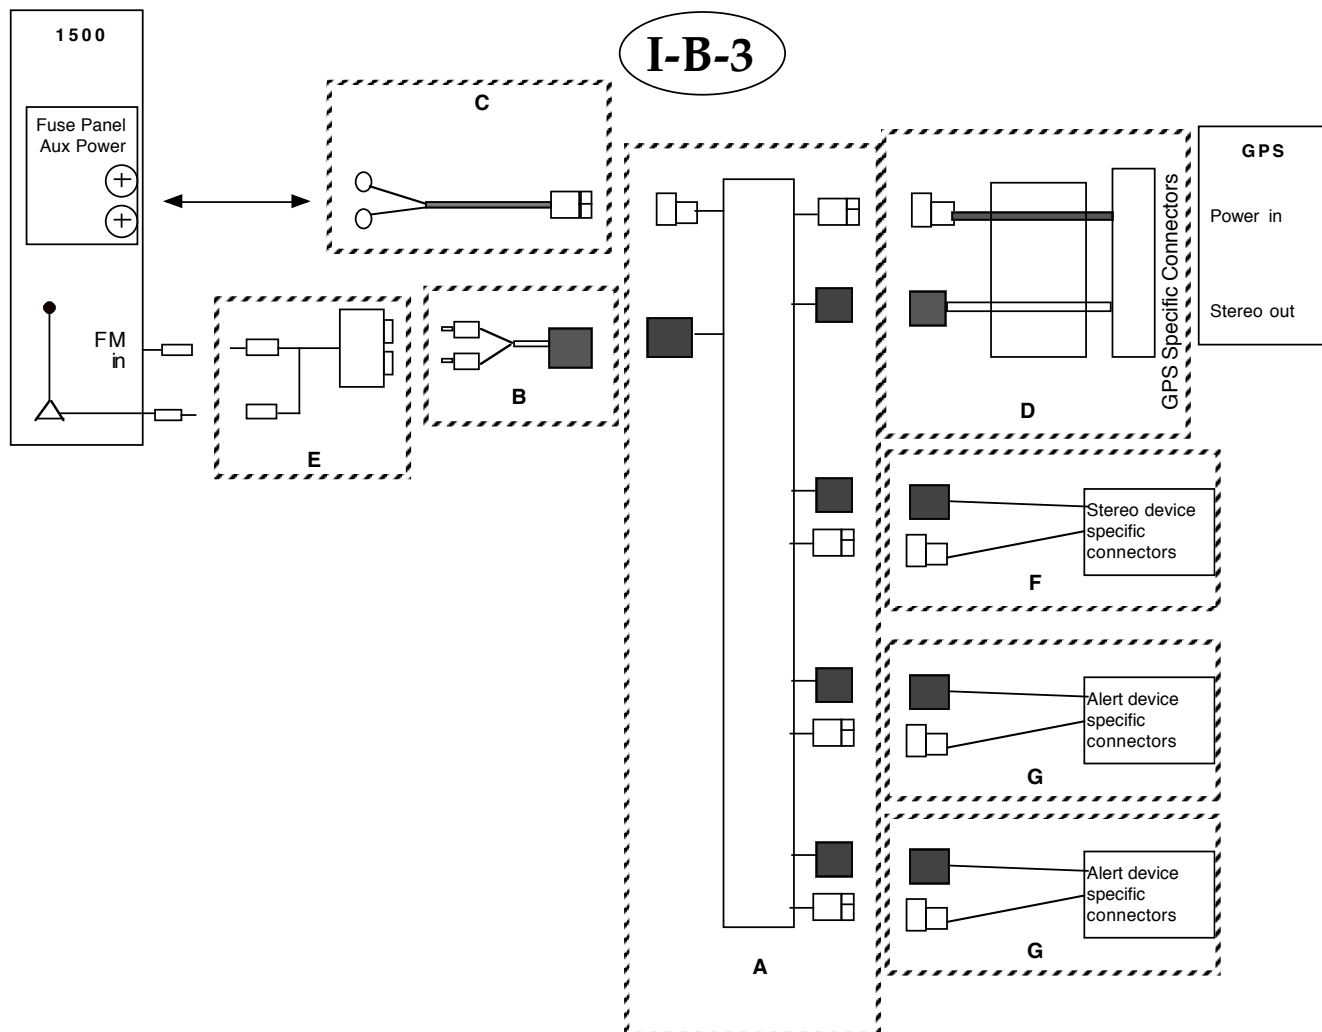 I-B-3
1500
Fuse Panel
Aux Power
FM
in
C
E
B
A
GPS
Power in
Stereo out
GPS Specific Connectors
D
Stereo device
specific
connectors
F
Alert device
specific
connectors
G
Alert device
specific
connectors
G